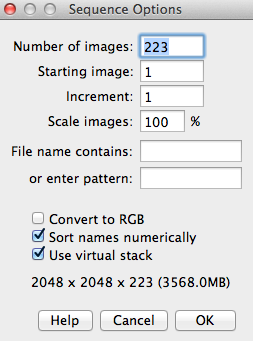 Sequence Options
Number of images: 223
Starting image: 1
Increment: 1
Scale images: 100 %
File name contains:
or enter pattern:
Convert to RGB
Sort names numerically
Use virtual stack
2048 x 2048 x 223 (3568.0MB)
Help Cancel OK